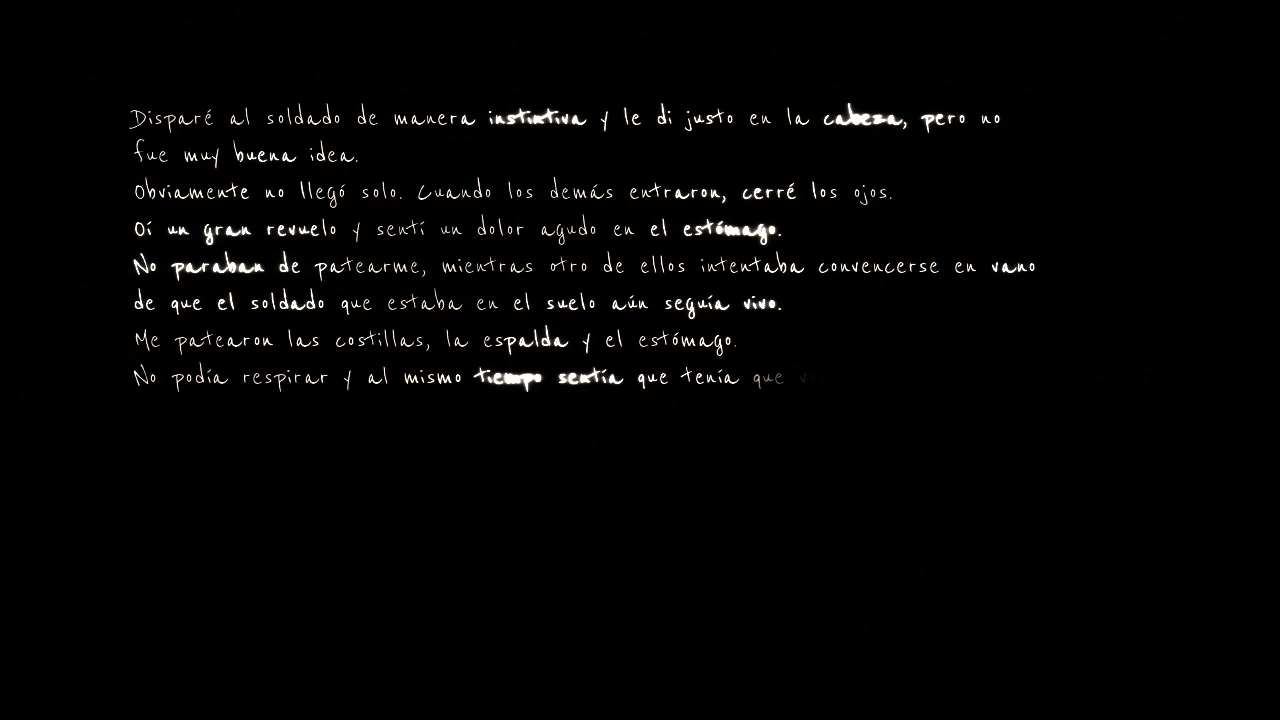 Disparé al soldado de manera instintiva y le di justo en la cabeza, pero no
fue muy buena idea.
Obviamente no llegó solo. Cuando los demás entraron, cerré los ojos.
Oí un gran revuelo y sentí un dolor agudo en el estómago.
No paraban de patearme, mientras otro de ellos intentaba convencerse en vano
de que el soldado que estaba en el suelo aún seguía vivo.
Me patearon las costillas, la espalda y el estómago.
No podía respirar y al mismo tiempo sentía que tenía que